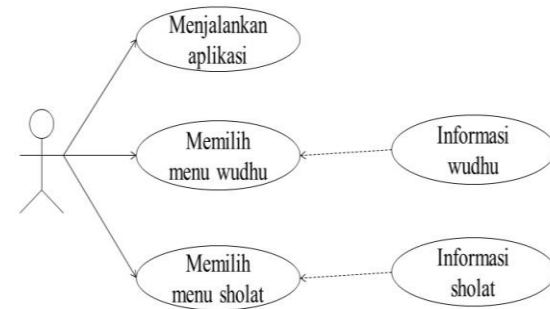 Menjalankan
aplikasi
Memilih
menu wudhu
Informasi
wudhu
Memilih
menu sholat
Informasi
sholat